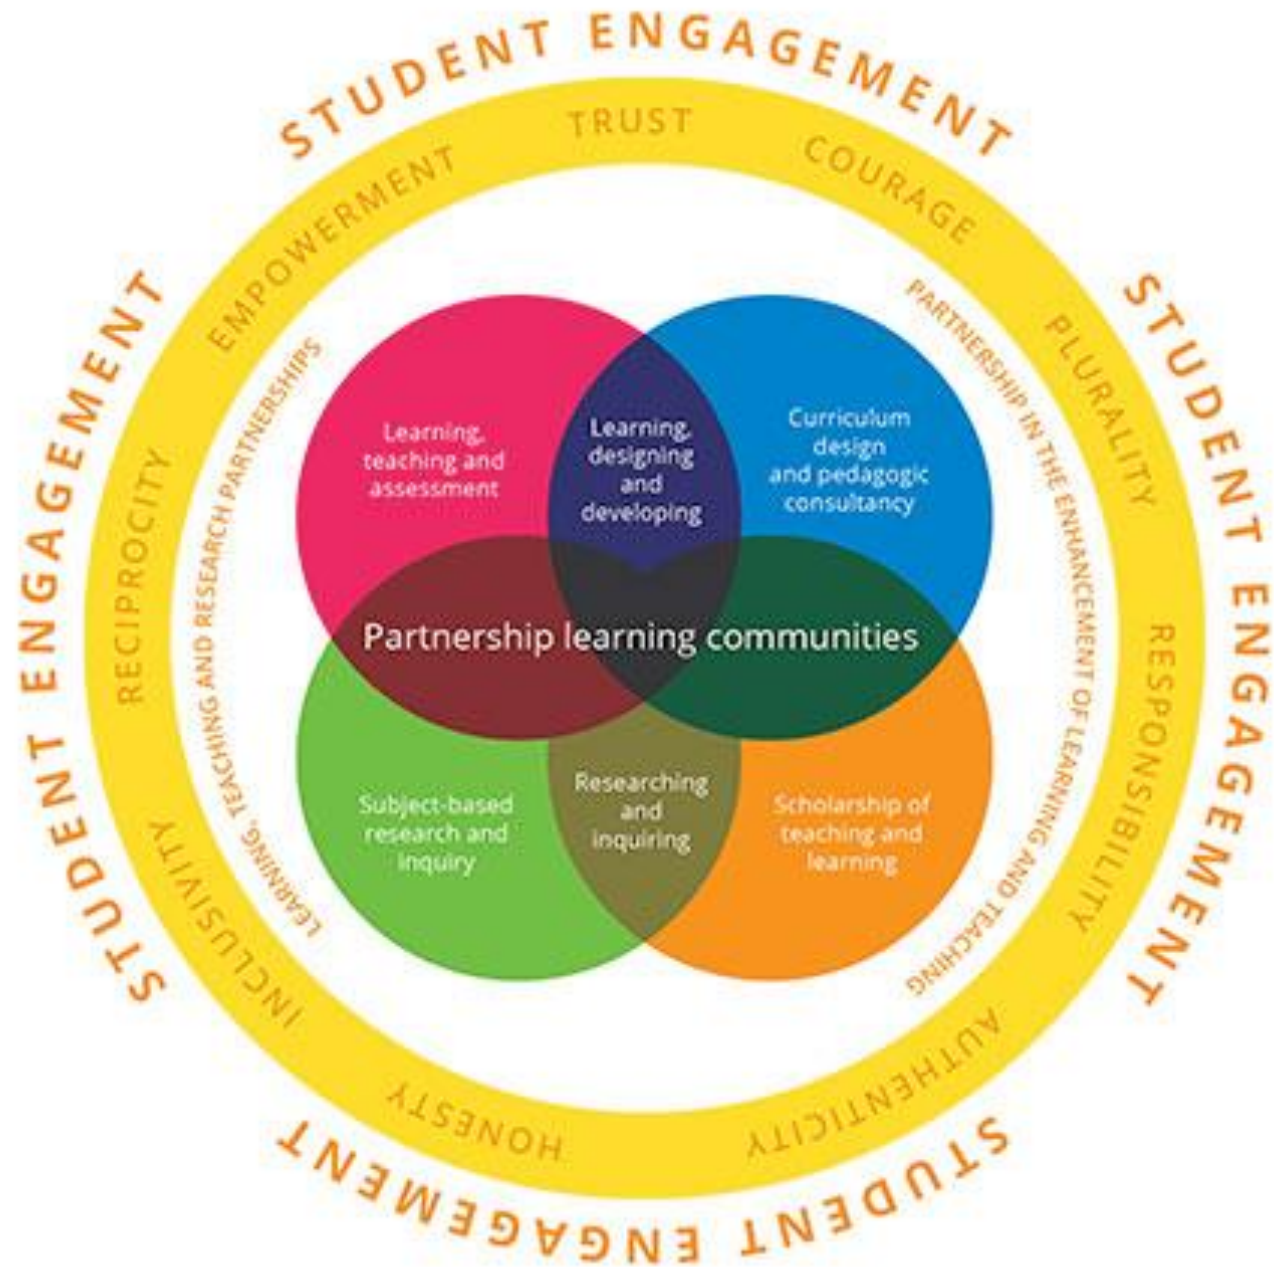 STUDENT ENGAGEMENT
STUDENT ENGAGEMENT
STUDENT ENGAGEMENT
STUDENT ENGAGEMENT
TRUST
COURAGE
PLURALITY
RESPONSIBILITY
AUTHENTICITY
HONESTY
INCLUSIVITY
RECIPROCITY
EMPOWERMENT
LEARNING, TEACHING AND RESEARCH PARTNERSHIPS
PARTNERSHIP IN THE ENHANCEMENT OF LEARNING AND TEACHING
Learning,
teaching and
assessment
Learning,
designing
and
developing
Curriculum
design
and pedagogic
consultancy
Partnership learning communities
Subject-based
research and
inquiry
Researching
and
inquiring
Scholarship of
teaching and
learning